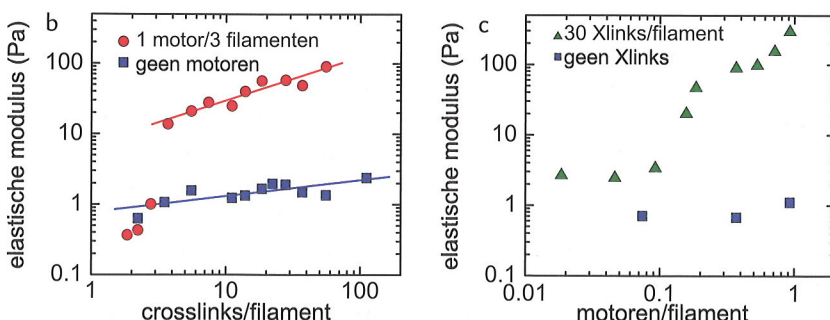 b
1 motor/3 filamenten
geen motoren
elastische modulus (Pa)
100
10
1
0.1
1 10 100
crosslinks/filament
c
30 Xlinks/filament
geen Xlinks
elastische modulus (Pa)
100
10
1
0.1
0.01 0.1 1
motoren/filament